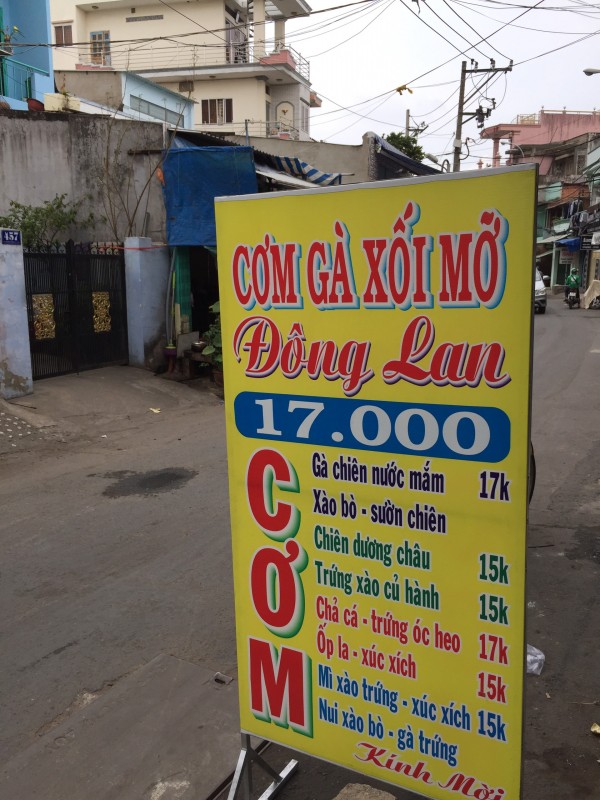 457
CƠM GÀ XỐI MỠ
Đông Lan
17.000
CƠM
Gà chiên nước mắm 17k
Xào bò - sườn chiên
Chiên dương châu 15k
Trứng xào củ hành 15k
Chả cá - trứng óc heo 17k
Ốp la - xúc xích 15k
Mì xào trứng - xúc xích 15k
Nui xào bò - gà trứng
Kính Mời